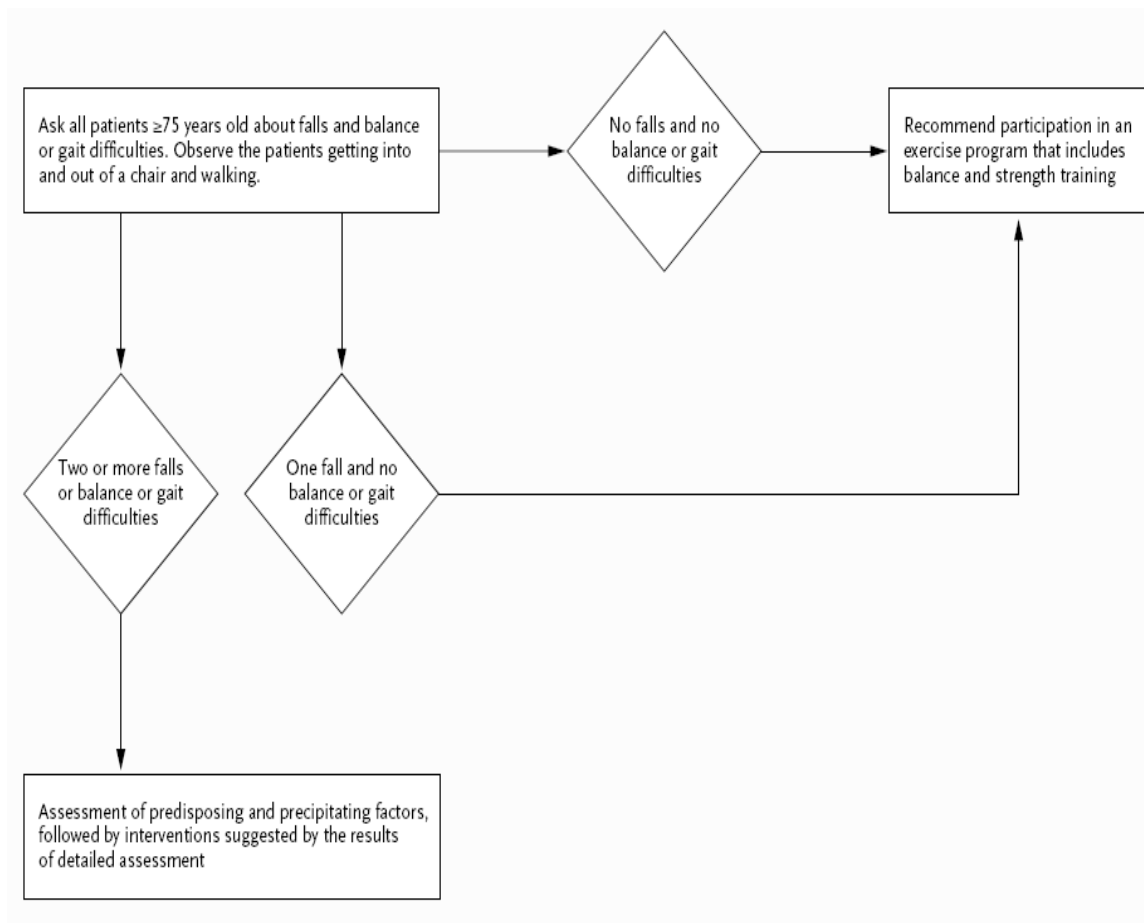 Ask all patients ≥75 years old about falls and balance
or gait difficulties. Observe the patients getting into
and out of a chair and walking.
No falls and no
balance or gait
difficulties
Recommend participation in an
exercise program that includes
balance and strength training
Two or more falls
or balance or gait
difficulties
One fall and no
balance or gait
difficulties
Assessment of predisposing and precipitating factors,
followed by interventions suggested by the results
of detailed assessment